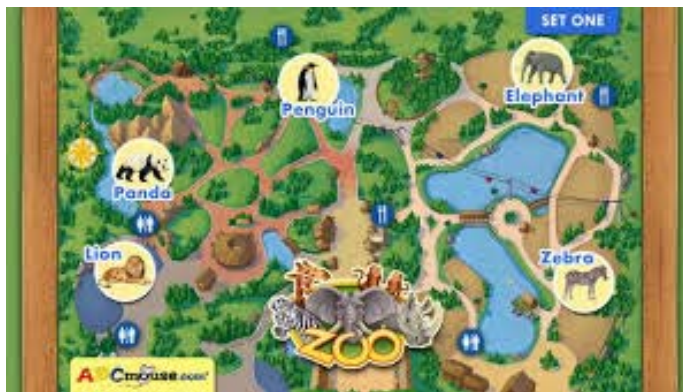 SET ONE
Penguin
Elephant
Panda
Lion
Zebra
ZOO
ABCmouse.com